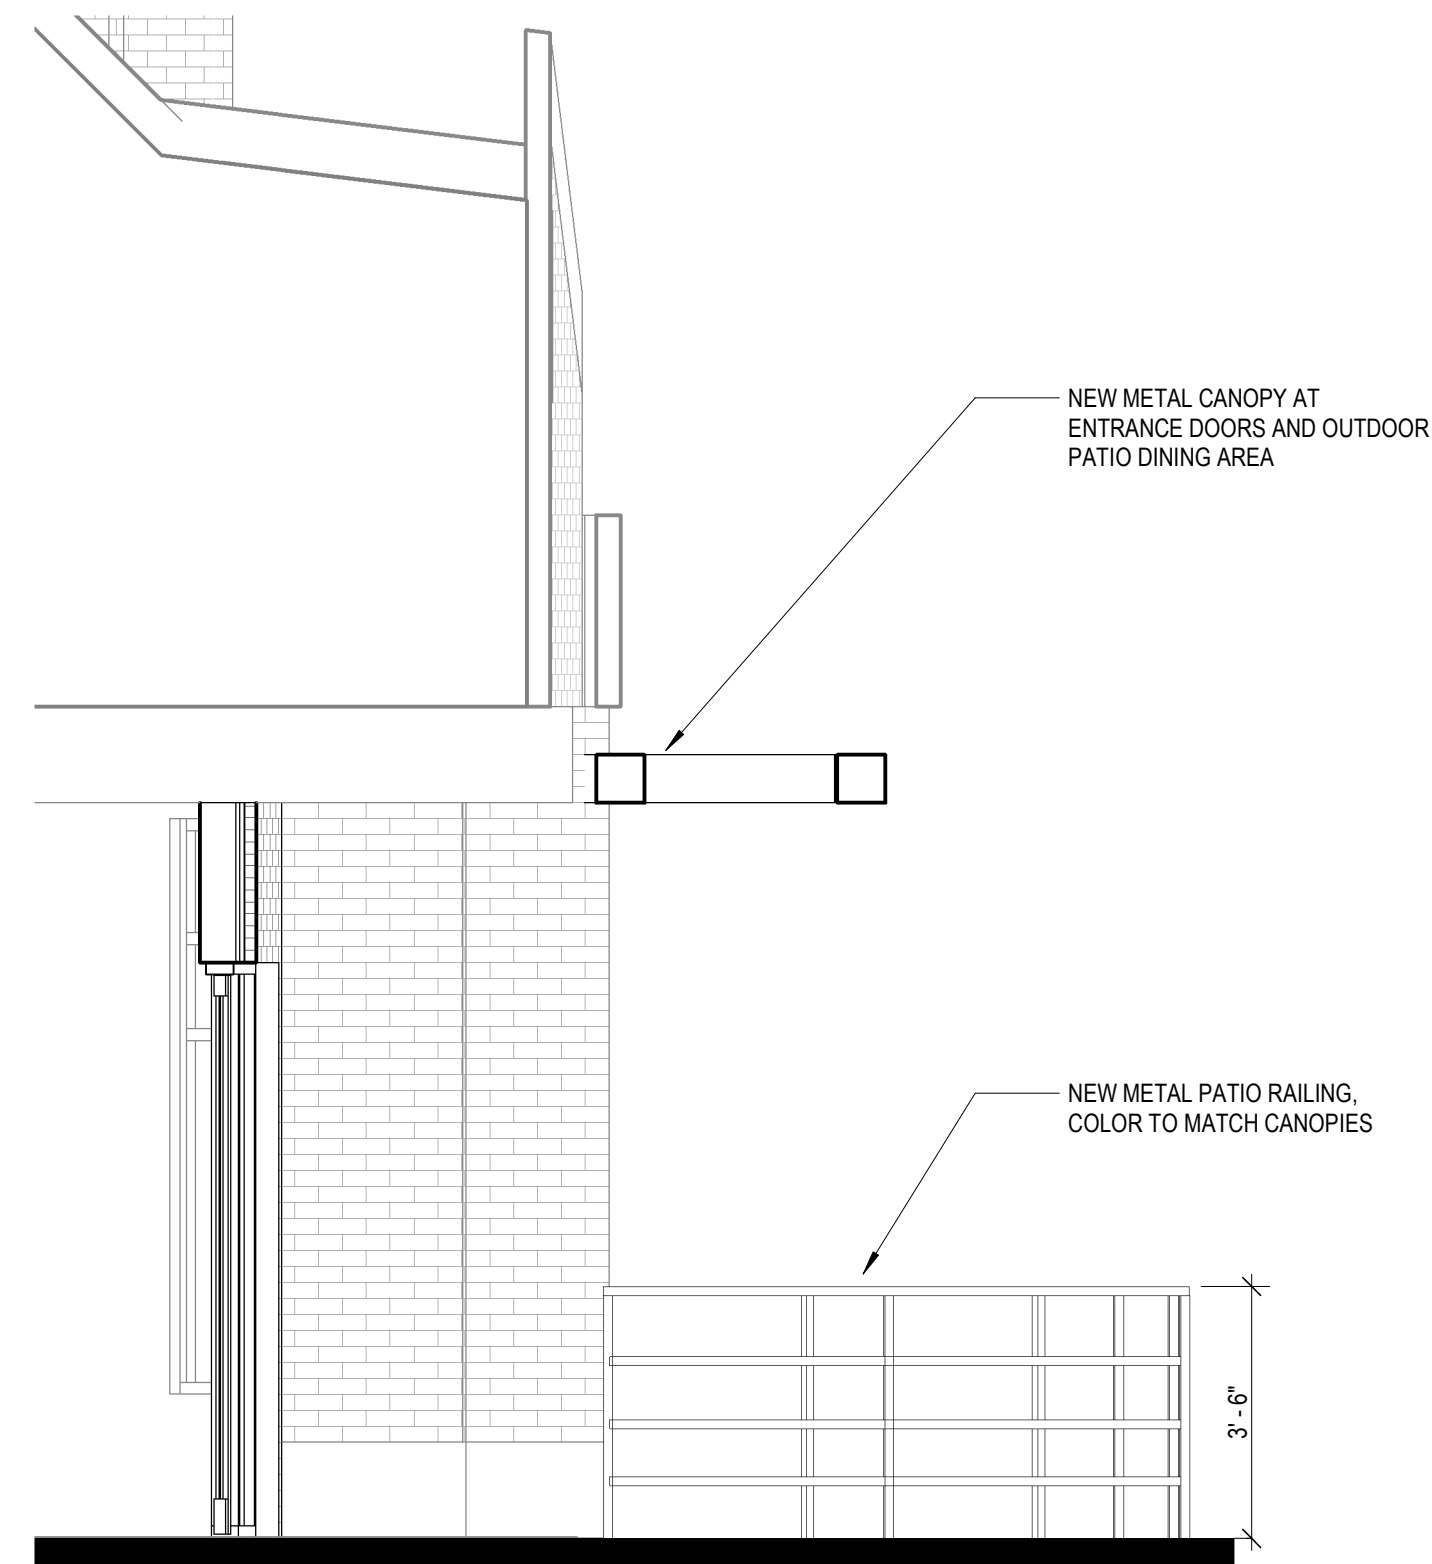 NEW METAL CANOPY AT
ENTRANCE DOORS AND OUTDOOR
PATIO DINING AREA
NEW METAL PATIO RAILING,
COLOR TO MATCH CANOPIES
3' - 6"